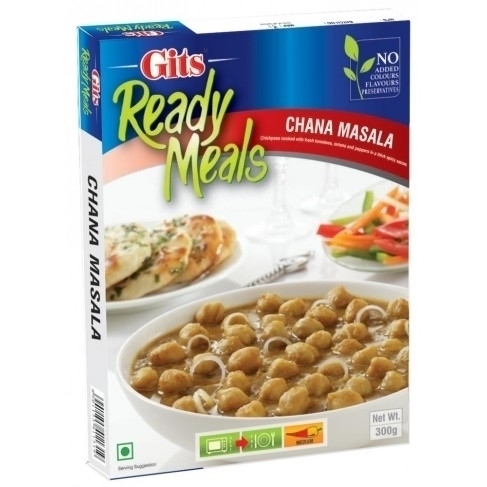 Gits
Ready
Meals
NO
ADDED
COLOURS
FLAVOURS
PRESERVATIVES
CHANA MASALA
Chickpeas cooked with fresh tomatoes, onions and peppers in a thick spicy sauce
Gits
Ready Meals
CHANA MASALA
MEDIUM
Net Wt.
300g
Serving Suggestion